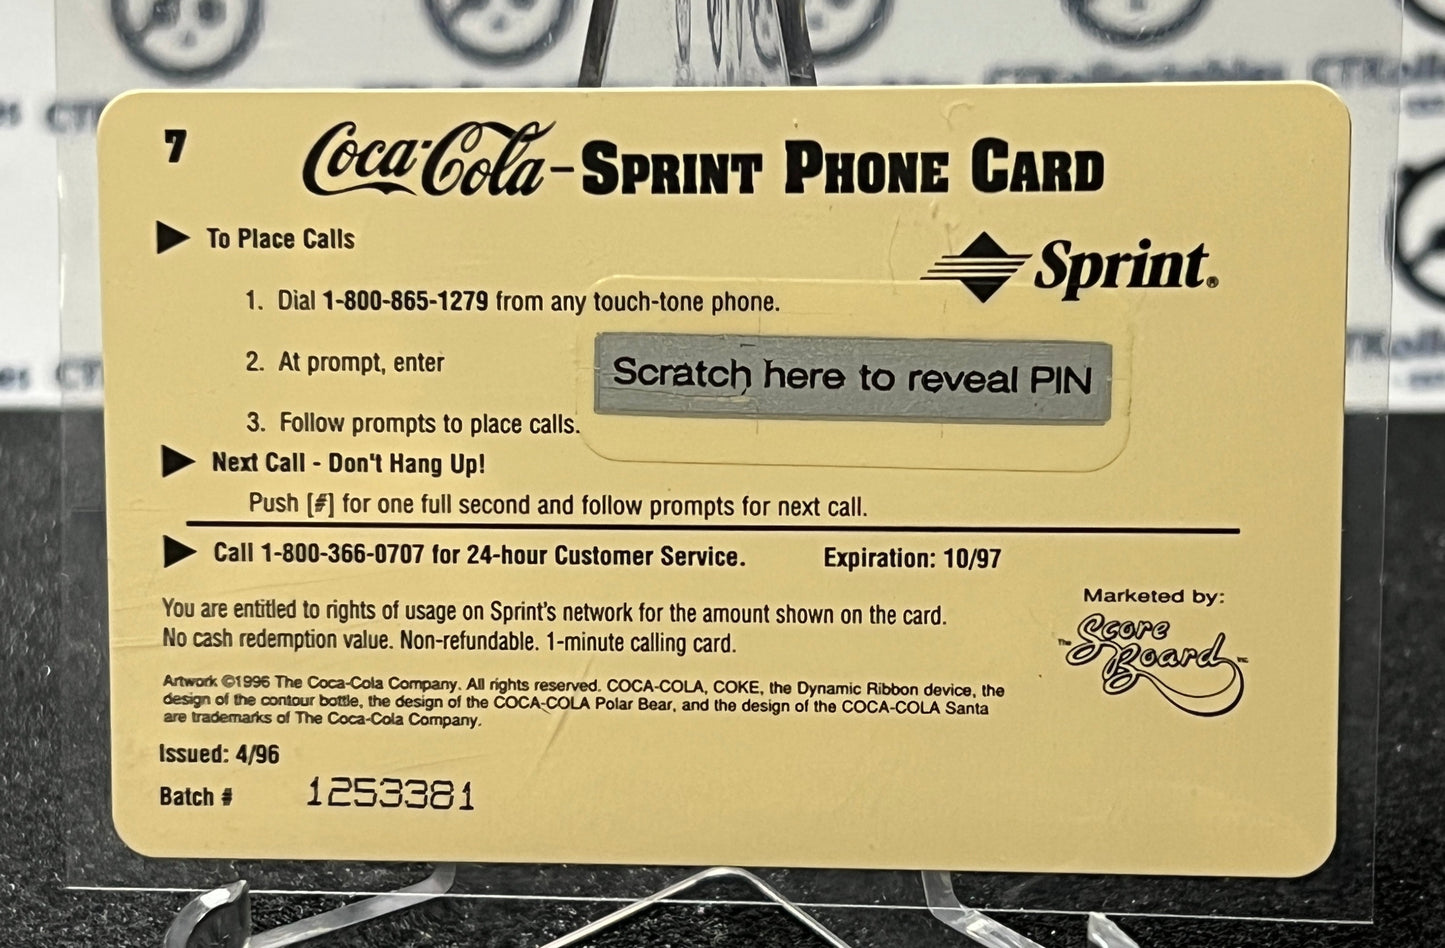 7
Coca-Cola - SPRINT PHONE CARD
To Place Calls
Sprint®
1. Dial 1-800-865-1279 from any touch-tone phone.
2. At prompt, enter
Scratch here to reveal PIN
3. Follow prompts to place calls.
Next Call - Don't Hang Up!
Push [#] for one full second and follow prompts for next call.
Call 1-800-366-0707 for 24-hour Customer Service. Expiration: 10/97
You are entitled to rights of usage on Sprint's network for the amount shown on the card.
No cash redemption value. Non-refundable. 1-minute calling card.
Marketed by:
The Score
Board INC
Artwork ©1996 The Coca-Cola Company. All rights reserved. COCA-COLA, COKE, the Dynamic Ribbon device, the
design of the contour bottle, the design of the COCA-COLA Polar Bear, and the design of the COCA-COLA Santa
are trademarks of The Coca-Cola Company.
Issued: 4/96
Batch # 1253381